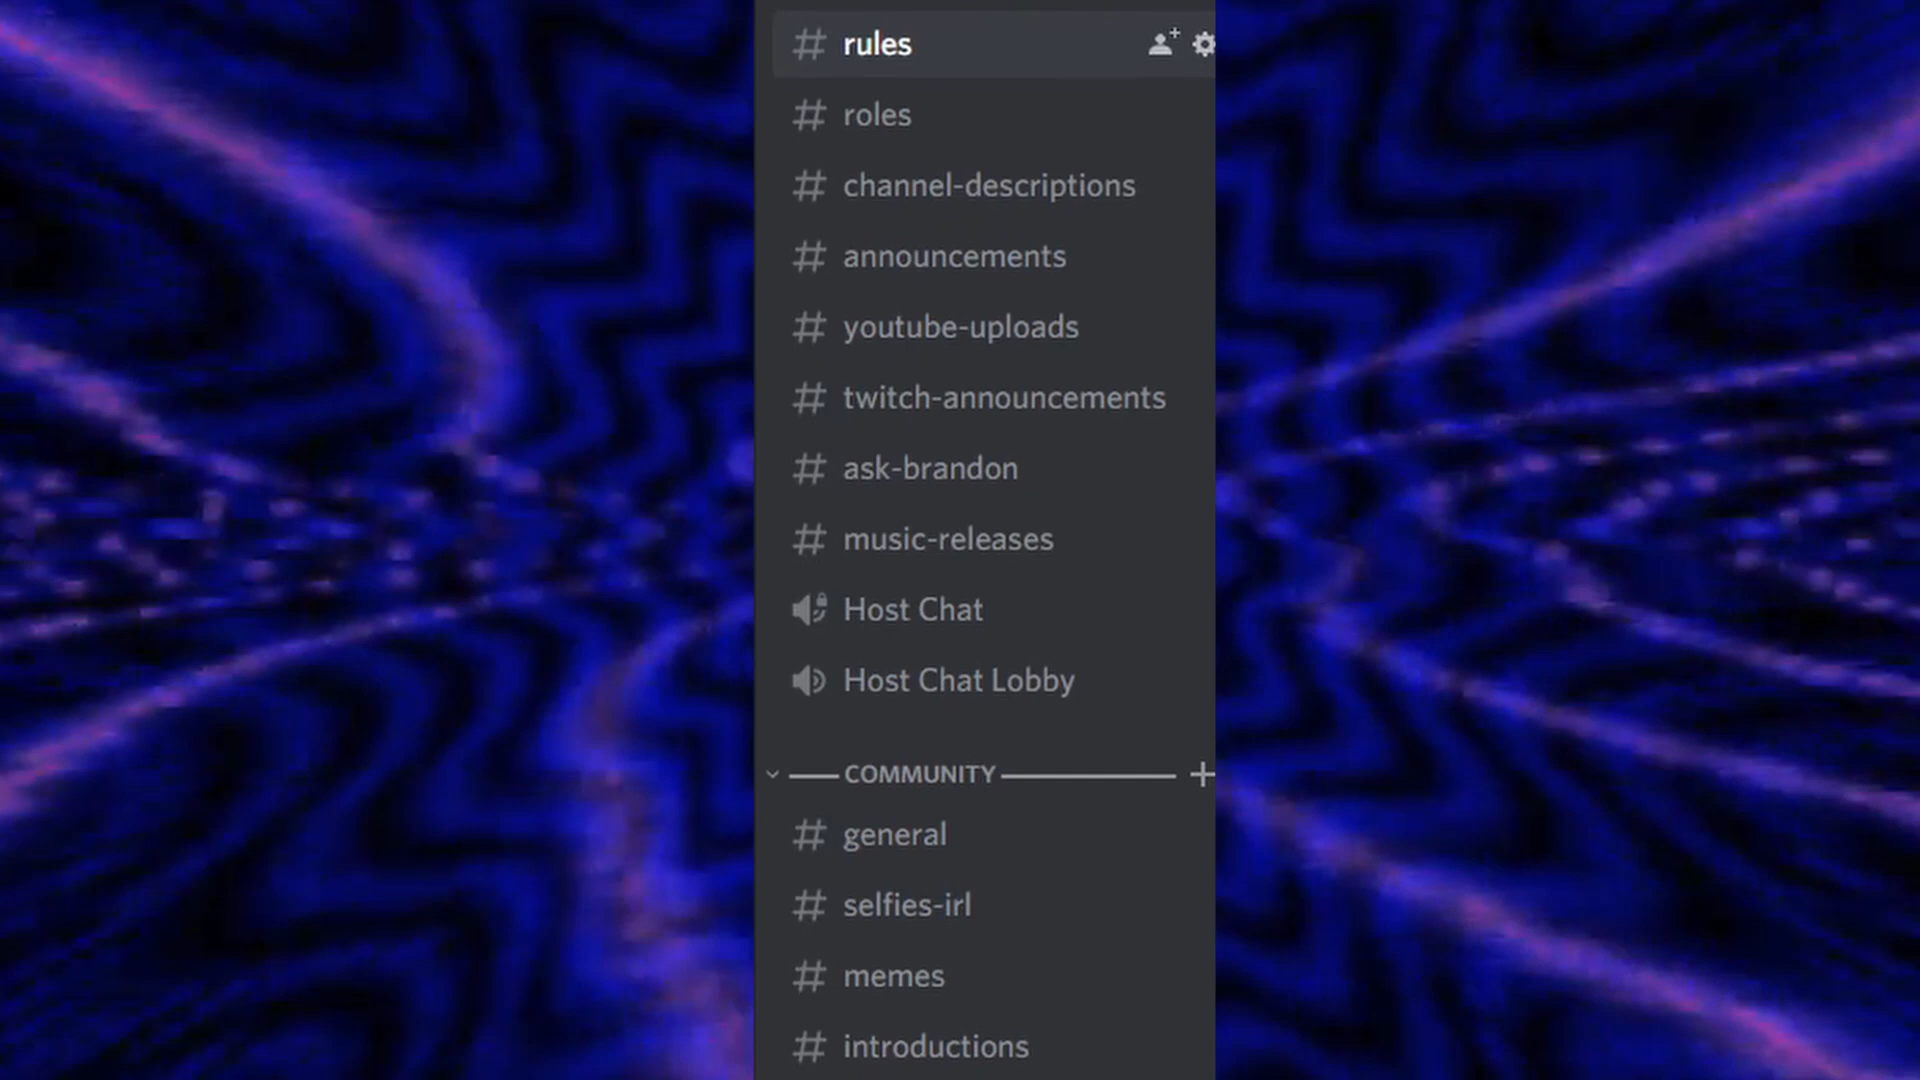 rules
roles
channel-descriptions
announcements
youtube-uploads
twitch-announcements
ask-brandon
music-releases
Host Chat
Host Chat Lobby
COMMUNITY
general
selfies-irl
memes
introductions